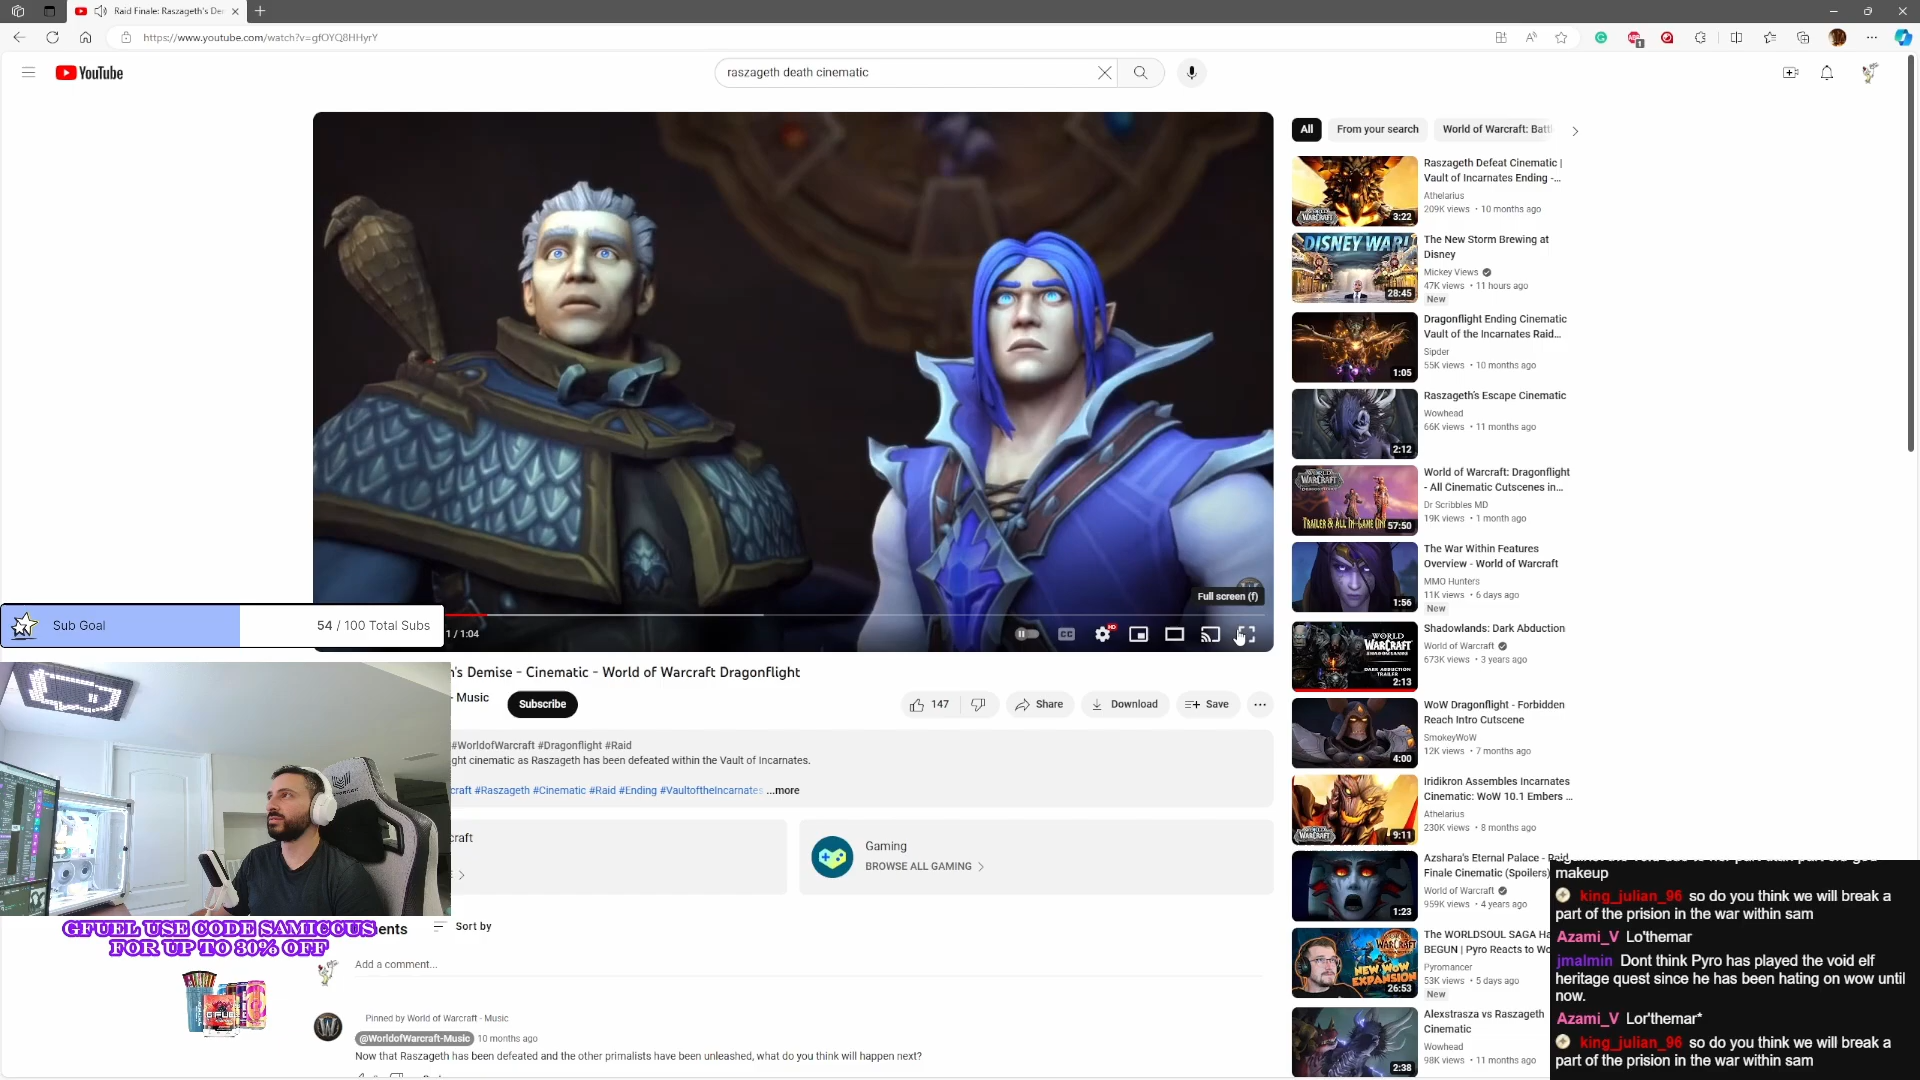 Raid Finale: Raszageth's De
https://www.youtube.com/watch?v=gfOYQ8HHyrY
YouTube
raszageth death cinematic
Full screen (f)
1 / 1:04
CC
HD
Sub Goal
54 / 100 Total Subs
's Demise - Cinematic - World of Warcraft Dragonflight
- Music
Subscribe
147
Share
Download
Save
#WorldofWarcraft #Dragonflight #Raid
cinematic as Raszageth has been defeated within the Vault of Incarnates.
#Raszageth #Cinematic #Raid #Ending #VaultoftheIncarnates ...more
Gaming
BROWSE ALL GAMING
GFUEL USE CODE SAMICCUS
FOR UP TO 30% OFF
Sort by
Add a comment...
Pinned by World of Warcraft - Music
@WorldofWarcraft-Music 10 months ago
Now that Raszageth has been defeated and the other primalists have been unleashed, what do you think will happen next?
All
From your search
World of Warcraft: Batt
Raszageth Defeat Cinematic |
Vault of Incarnates Ending -...
Athelarius
209K views • 10 months ago
3:22
DISNEY WAR!
The New Storm Brewing at
Disney
Mickey Views
47K views • 11 hours ago
New
28:45
Dragonflight Ending Cinematic
Vault of the Incarnates Raid...
Sipder
55K views • 10 months ago
1:05
Raszageth's Escape Cinematic
Wowhead
66K views • 11 months ago
2:12
World of Warcraft: Dragonflight
- All Cinematic Cutscenes in...
Dr Scribbles MD
19K views • 1 month ago
57:50
The War Within Features
Overview - World of Warcraft
MMO Hunters
11K views • 6 days ago
New
1:56
Shadowlands: Dark Abduction
World of Warcraft
673K views • 3 years ago
2:13
WoW Dragonflight - Forbidden
Reach Intro Cutscene
SmokeyWoW
12K views • 7 months ago
4:00
Iridikron Assembles Incarnates
Cinematic: WoW 10.1 Embers ...
Athelarius
230K views • 8 months ago
9:11
Azshara's Eternal Palace - Raid
Finale Cinematic (Spoilers)
World of Warcraft
959K views • 4 years ago
1:23
The WORLDSOUL SAGA Ha
BEGUN | Pyro Reacts to Wo
Pyromancer
53K views • 5 days ago
New
NEW WOW
EXPANSION
26:53
Alexstrasza vs Raszageth
Cinematic
Wowhead
98K views • 11 months ago
2:38
makeup
king_julian_96 so do you think we will break a
part of the prision in the war within sam
Azami_V Lo'themar
jmalmin Dont think Pyro has played the void elf
heritage quest since he has been hating on wow until
now.
Azami_V Lor'themar*
king_julian_96 so do you think we will break a
part of the prision in the war within sam